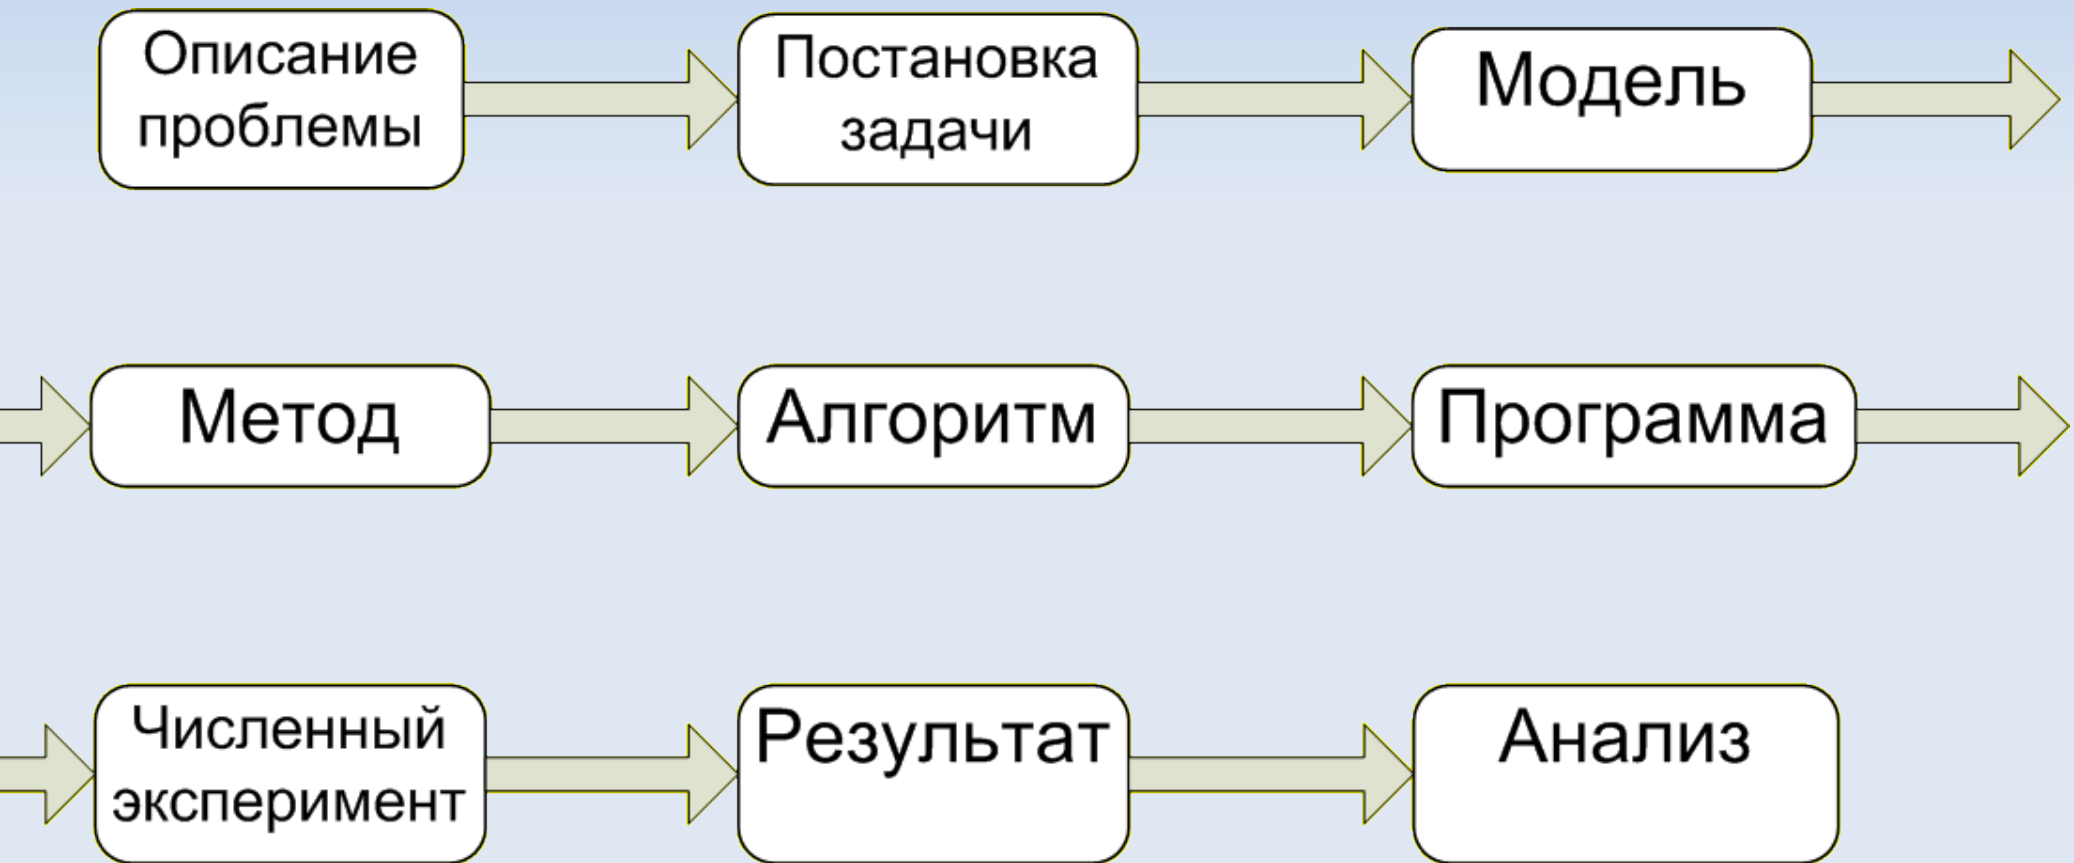 Описание
проблемы
Постановка
задачи
Модель
Метод
Алгоритм
Программа
Численный
эксперимент
Результат
Анализ